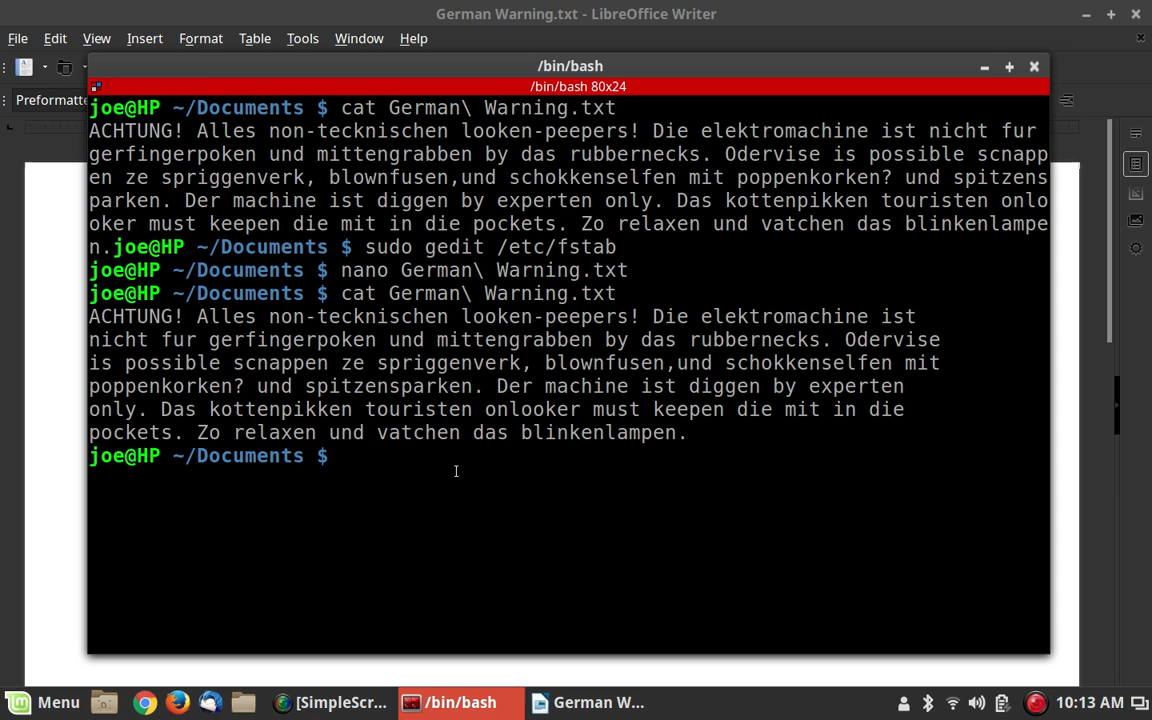 German Warning.txt - LibreOffice Writer
File Edit View Insert Format Table Tools Window Help
/bin/bash
/bin/bash 80x24
Preformatte
joe@HP ~/Documents $ cat German\ Warning.txt
ACHTUNG! Alles non-tecknischen looken-peepers! Die elektromachine ist nicht fur
gerfingerpoken und mittengrabben by das rubbernecks. Odervise is possible scnapp
en ze spriggenverk, blownfusen,und schokkenselfen mit poppenkorken? und spitzens
parken. Der machine ist diggen by experten only. Das kottenpikken touristen onlo
oker must keepen die mit in die pockets. Zo relaxen und vatchen das blinkenlampe
n.joe@HP ~/Documents $ sudo gedit /etc/fstab
joe@HP ~/Documents $ nano German\ Warning.txt
joe@HP ~/Documents $ cat German\ Warning.txt
ACHTUNG! Alles non-tecknischen looken-peepers! Die elektromachine ist
nicht fur gerfingerpoken und mittengrabben by das rubbernecks. Odervise
is possible scnappen ze spriggenverk, blownfusen,und schokkenselfen mit
poppenkorken? und spitzensparken. Der machine ist diggen by experten
only. Das kottenpikken touristen onlooker must keepen die mit in die
pockets. Zo relaxen und vatchen das blinkenlampen.
joe@HP ~/Documents $
Menu [SimpleScr... /bin/bash German W... 10:13 AM